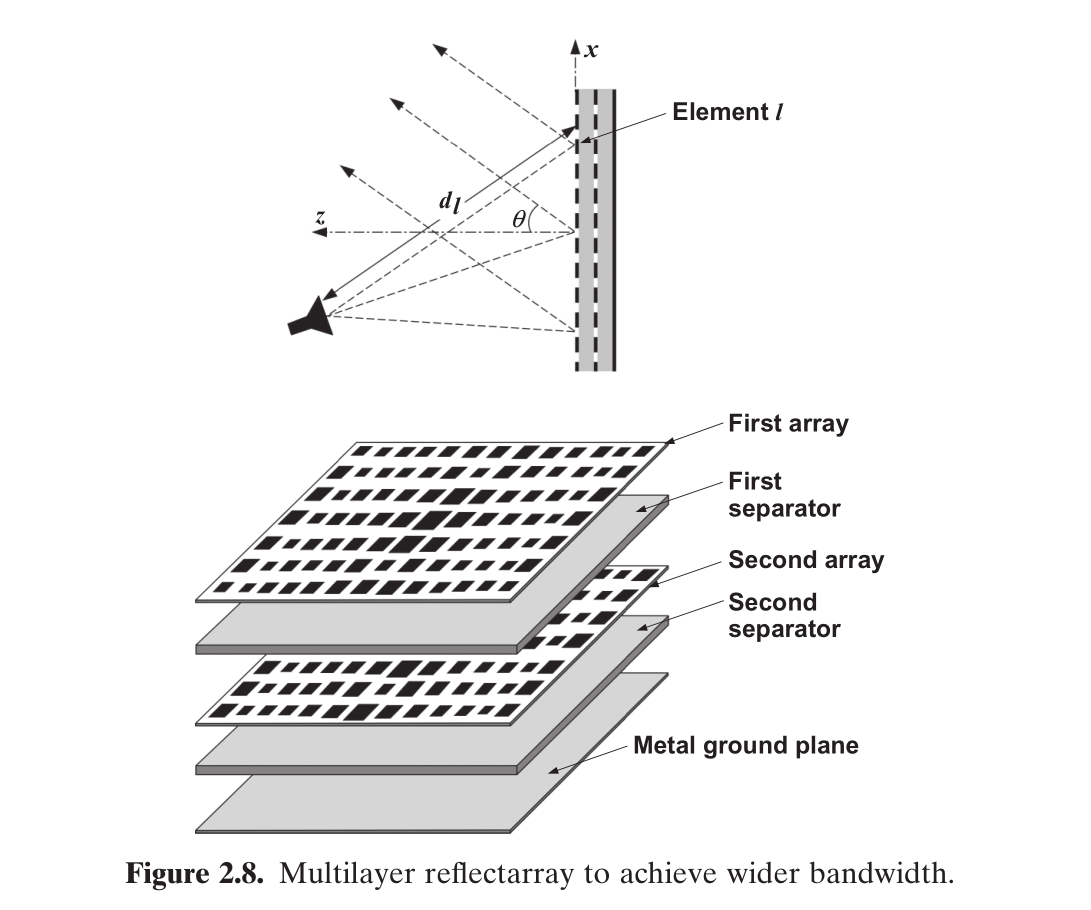 x
Element l
d_l
z
θ
First array
First
separator
Second array
Second
separator
Metal ground plane
Figure 2.8. Multilayer reflectarray to achieve wider bandwidth.